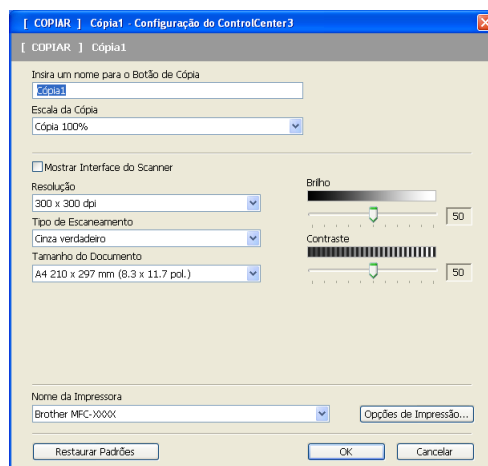 [ COPIAR ] Cópia1 - Configuração do ControlCenter3
[ COPIAR ] Cópia1
Insira um nome para o Botão de Cópia
Cópia1
Escala da Cópia
Cópia 100%
Mostrar Interface do Scanner
Resolução
300 x 300 dpi
Tipo de Escaneamento
Cinza verdadeiro
Tamanho do Documento
A4 210 x 297 mm (8.3 x 11.7 pol.)
Brilho
50
Contraste
50
Nome da Impressora
Brother MFC-XXXX
Opções de Impressão...
Restaurar Padrões
OK
Cancelar